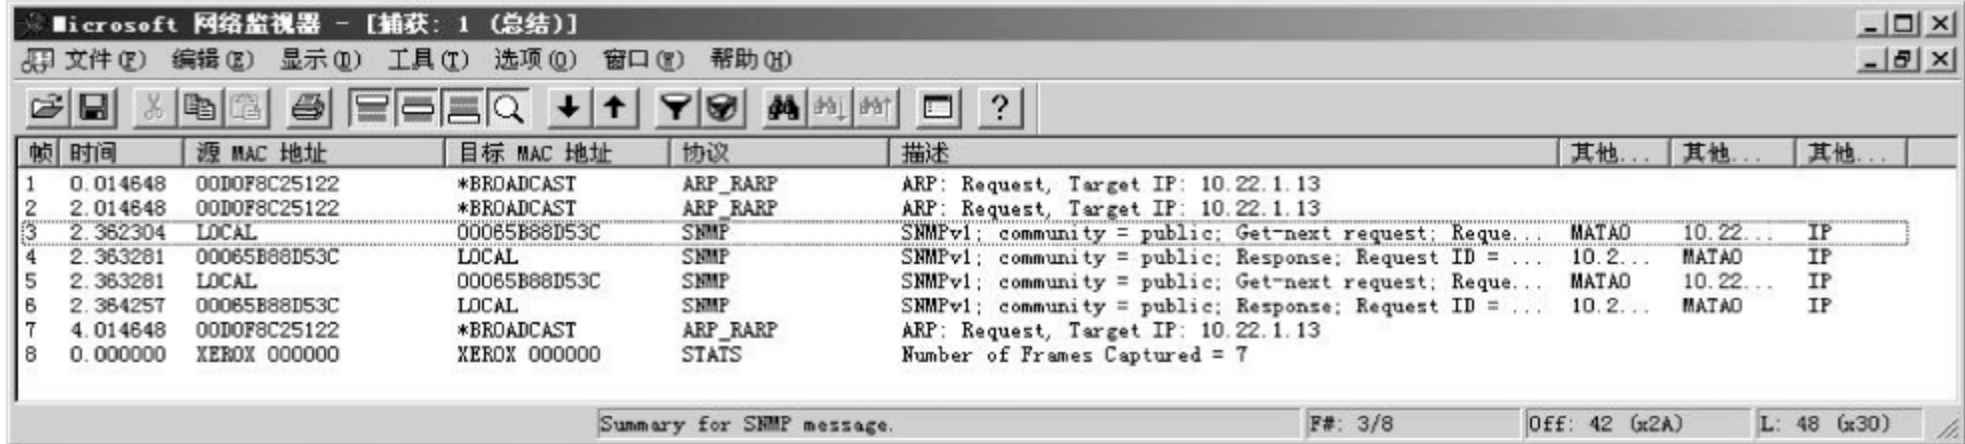 Microsoft 网络监视器 - [捕获: 1 (总结)]
文件(F) 编辑(E) 显示(D) 工具(T) 选项(O) 窗口(W) 帮助(H)
帧 时间 源 MAC 地址 目标 MAC 地址 协议 描述 其他... 其他... 其他...
1 0.014648 00D0F8C25122 *BROADCAST ARP_RARP ARP: Request, Target IP: 10.22.1.13
2 2.014648 00D0F8C25122 *BROADCAST ARP_RARP ARP: Request, Target IP: 10.22.1.13
3 2.362304 LOCAL 00065B88D53C SNMP SNMPv1; community = public; Get-next request; Reque... MATAO 10.22... IP
4 2.363281 00065B88D53C LOCAL SNMP SNMPv1; community = public; Response; Request ID = ... 10.2... MATAO IP
5 2.363281 LOCAL 00065B88D53C SNMP SNMPv1; community = public; Get-next request; Reque... MATAO 10.22... IP
6 2.364257 00065B88D53C LOCAL SNMP SNMPv1; community = public; Response; Request ID = ... 10.2... MATAO IP
7 4.014648 00D0F8C25122 *BROADCAST ARP_RARP ARP: Request, Target IP: 10.22.1.13
8 0.000000 XEROX 000000 XEROX 000000 STATS Number of Frames Captured = 7
Summary for SNMP message. F#: 3/8 Off: 42 (x2A) L: 48 (x30)